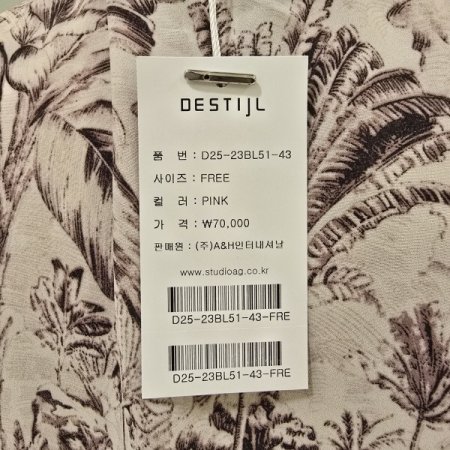 DESTIJL
품 번 : D25-23BL51-43
사이즈 : FREE
컬 러 : PINK
가 격 : ₩70,000
판매원 : (주)A&H인터내셔날
www.studioag.co.kr
D25-23BL51-43-FRE
D25-23BL51-43-FRE